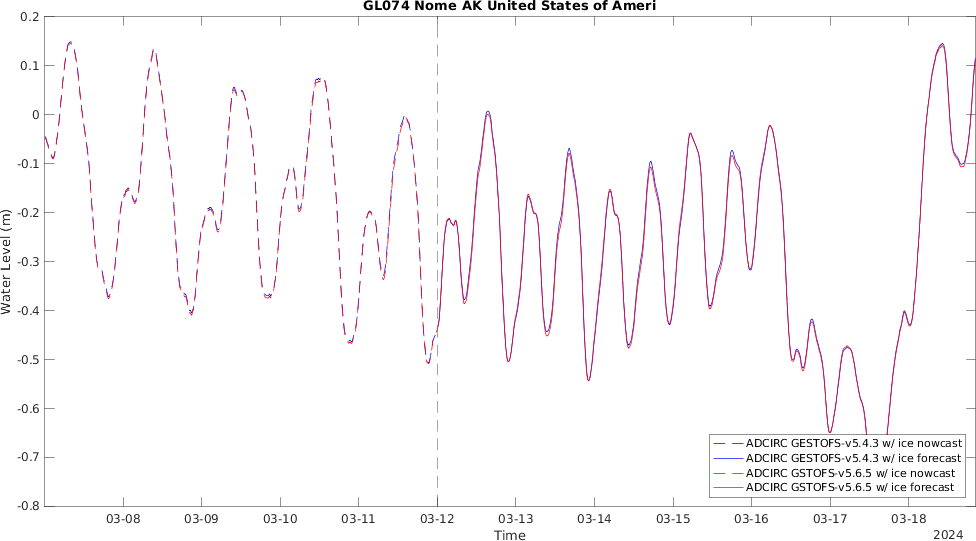 GL074 Nome AK United States of Ameri
0.2
0.1
0
-0.1
-0.2
-0.3
-0.4
-0.5
-0.6
-0.7
-0.8
Water Level (m)
ADCIRC GESTOFS-v5.4.3 w/ ice nowcast
ADCIRC GESTOFS-v5.4.3 w/ ice forecast
ADCIRC GSTOFS-v5.6.5 w/ ice nowcast
ADCIRC GSTOFS-v5.6.5 w/ ice forecast
03-08 03-09 03-10 03-11 03-12 03-13 03-14 03-15 03-16 03-17 03-18
Time
2024